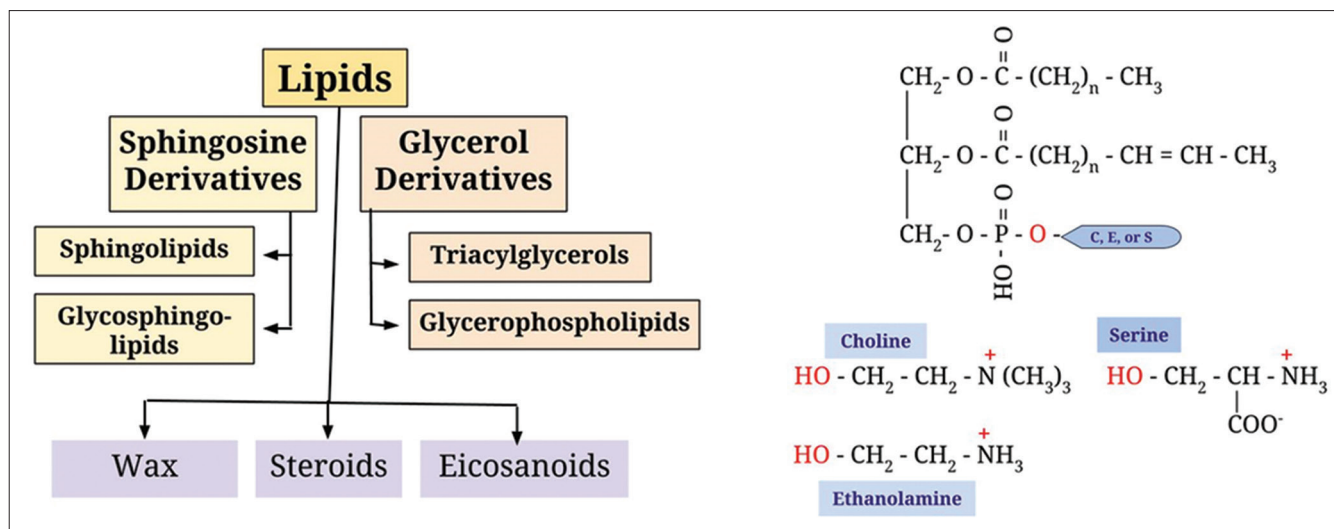 Lipids
Sphingosine
Derivatives
Glycerol
Derivatives
Sphingolipids
Triacylglycerols
Glycosphingo-
lipids
Glycerophospholipids
Wax
Steroids
Eicosanoids
O
=
CH₂- O - C - (CH₂)ₙ - CH₃
O
=
CH₂- O - C - (CH₂)ₙ - CH = CH - CH₃
O
=
CH₂- O - P - O -
C, E, or S
HO
Choline
HO - CH₂ - CH₂ - N⁺ (CH₃)₃
Serine
HO - CH₂ - CH - N⁺H₃
COO⁻
HO - CH₂ - CH₂ - N⁺H₃
Ethanolamine